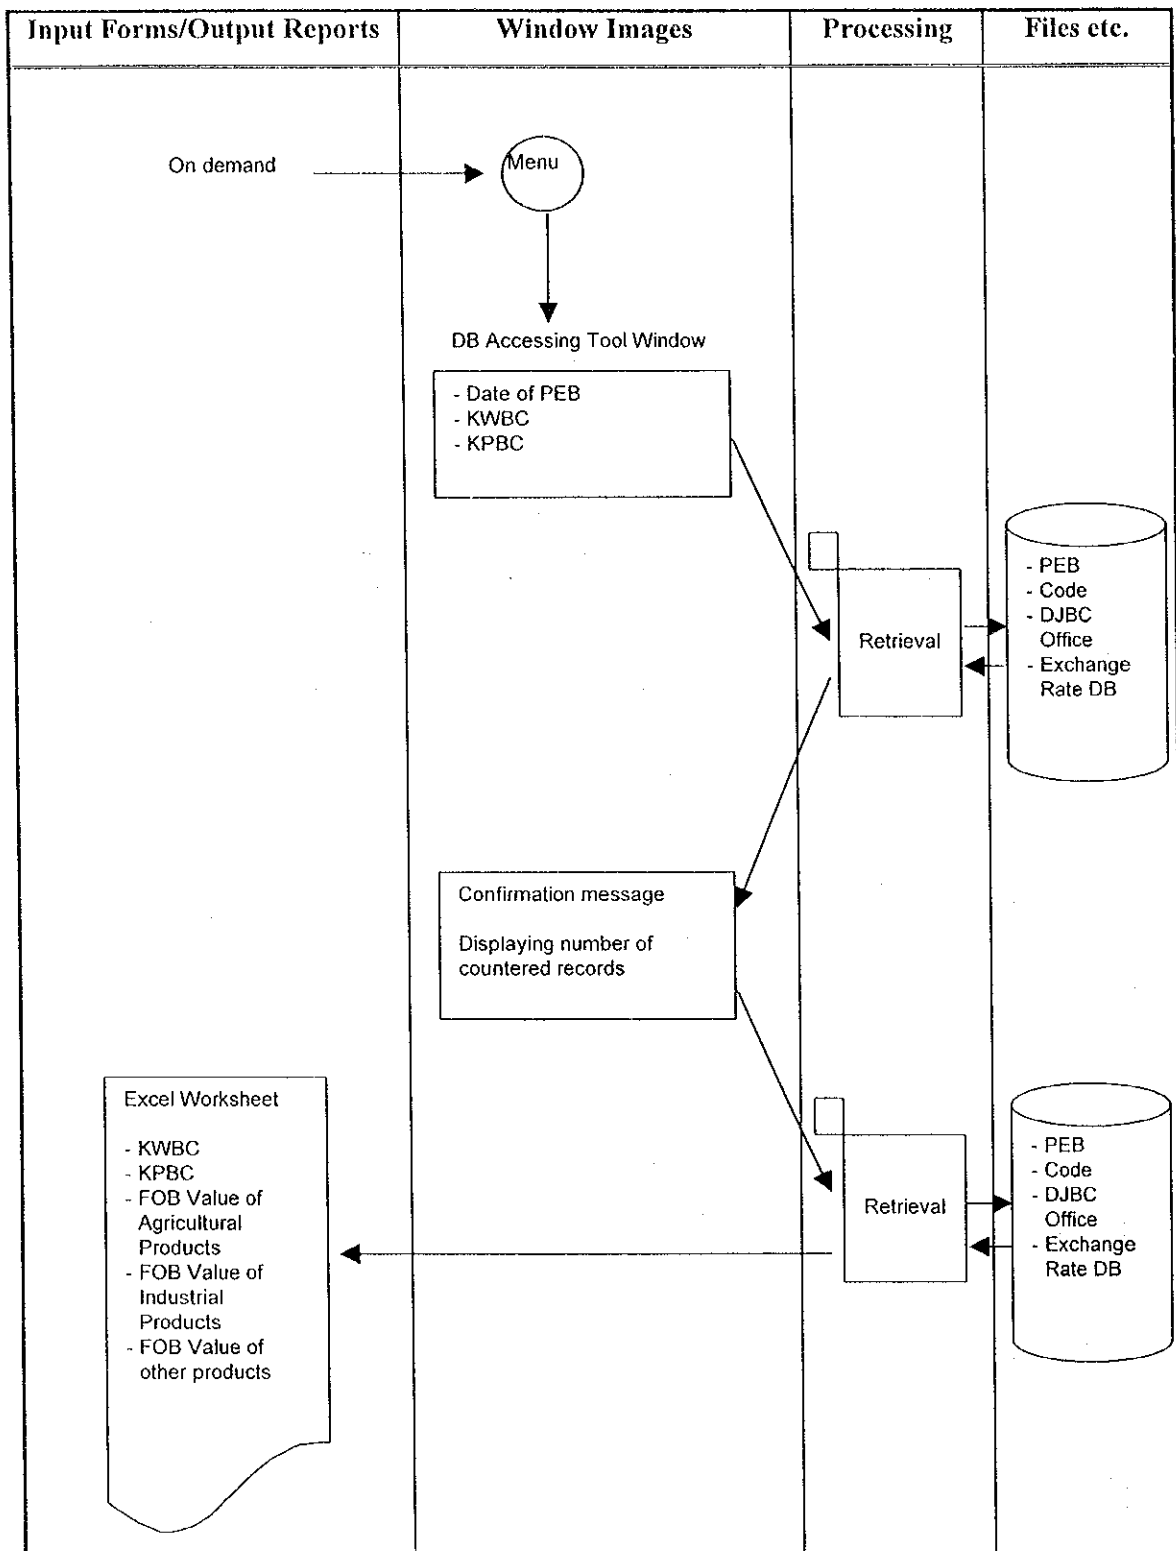 Input Forms/Output Reports
Window Images
Processing
Files etc.
On demand
Menu
DB Accessing Tool Window
- Date of PEB
- KWBC
- KPBC
Retrieval
- PEB
- Code
- DJBC
Office
- Exchange
Rate DB
Confirmation message
Displaying number of
countered records
Excel Worksheet
- KWBC
- KPBC
- FOB Value of
Agricultural
Products
- FOB Value of
Industrial
Products
- FOB Value of
other products
Retrieval
- PEB
- Code
- DJBC
Office
- Exchange
Rate DB